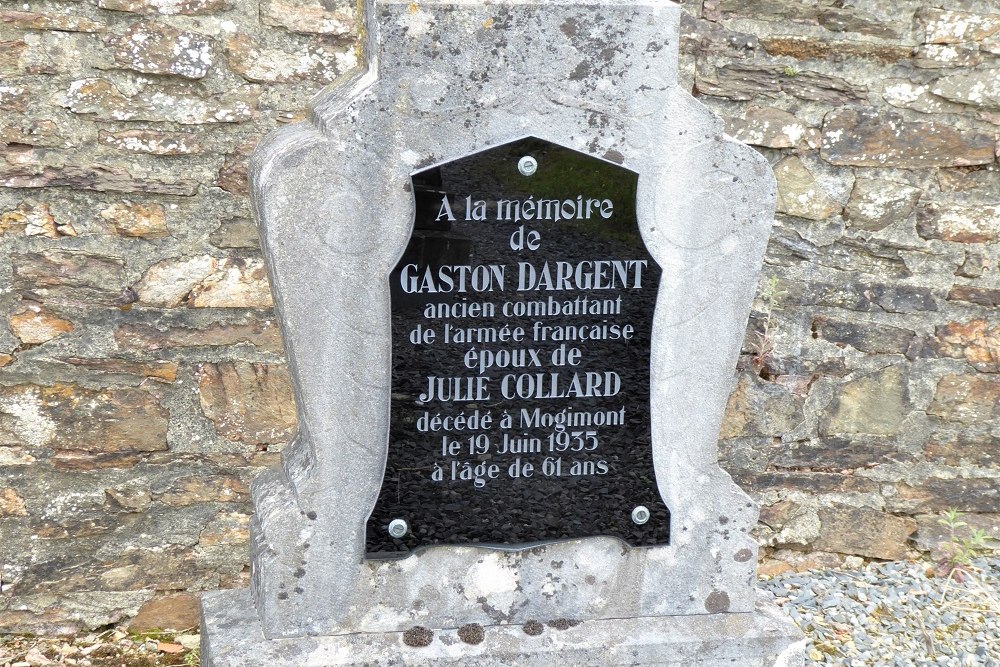 À la mémoire
de
GASTON DARGENT
ancien combattant
de l'armée française
époux de
JULIE COLLARD
décédé à Mogimont
le 19 Juin 1935
à l'âge de 61 ans